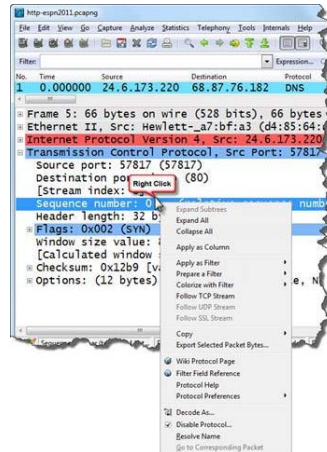 http-espn2011.pcapng
File Edit View Go Capture Analyze Statistics Telephony Tools Internals Help
Filter: Expression...
No. Time Source Destination Protocol
1 0.000000 24.6.173.220 68.87.76.182 DNS
Frame 5: 66 bytes on wire (528 bits), 66 bytes
Ethernet II, Src: Hewlett-_a7:bf:a3 (d4:85:64:
Internet Protocol Version 4, Src: 24.6.173.220
Transmission Control Protocol, Src Port: 57817
Source port: 57817 (57817)
Destination po (80)
[Stream index:
Right Click
Sequence number: 0 numb
Header length: 32 b
Flags: 0x002 (SYN)
Window size value: 8
[Calculated window
Checksum: 0x12b9 [va
Options: (12 bytes) e, N
Expand Subtrees
Expand All
Collapse All
Apply as Column
Apply as Filter
Prepare a Filter
Colorize with Filter
Follow TCP Stream
Follow UDP Stream
Follow SSL Stream
Copy
Export Selected Packet Bytes...
Wiki Protocol Page
Filter Field Reference
Protocol Help
Protocol Preferences
Decode As...
Disable Protocol...
Resolve Name
Go to Corresponding Packet